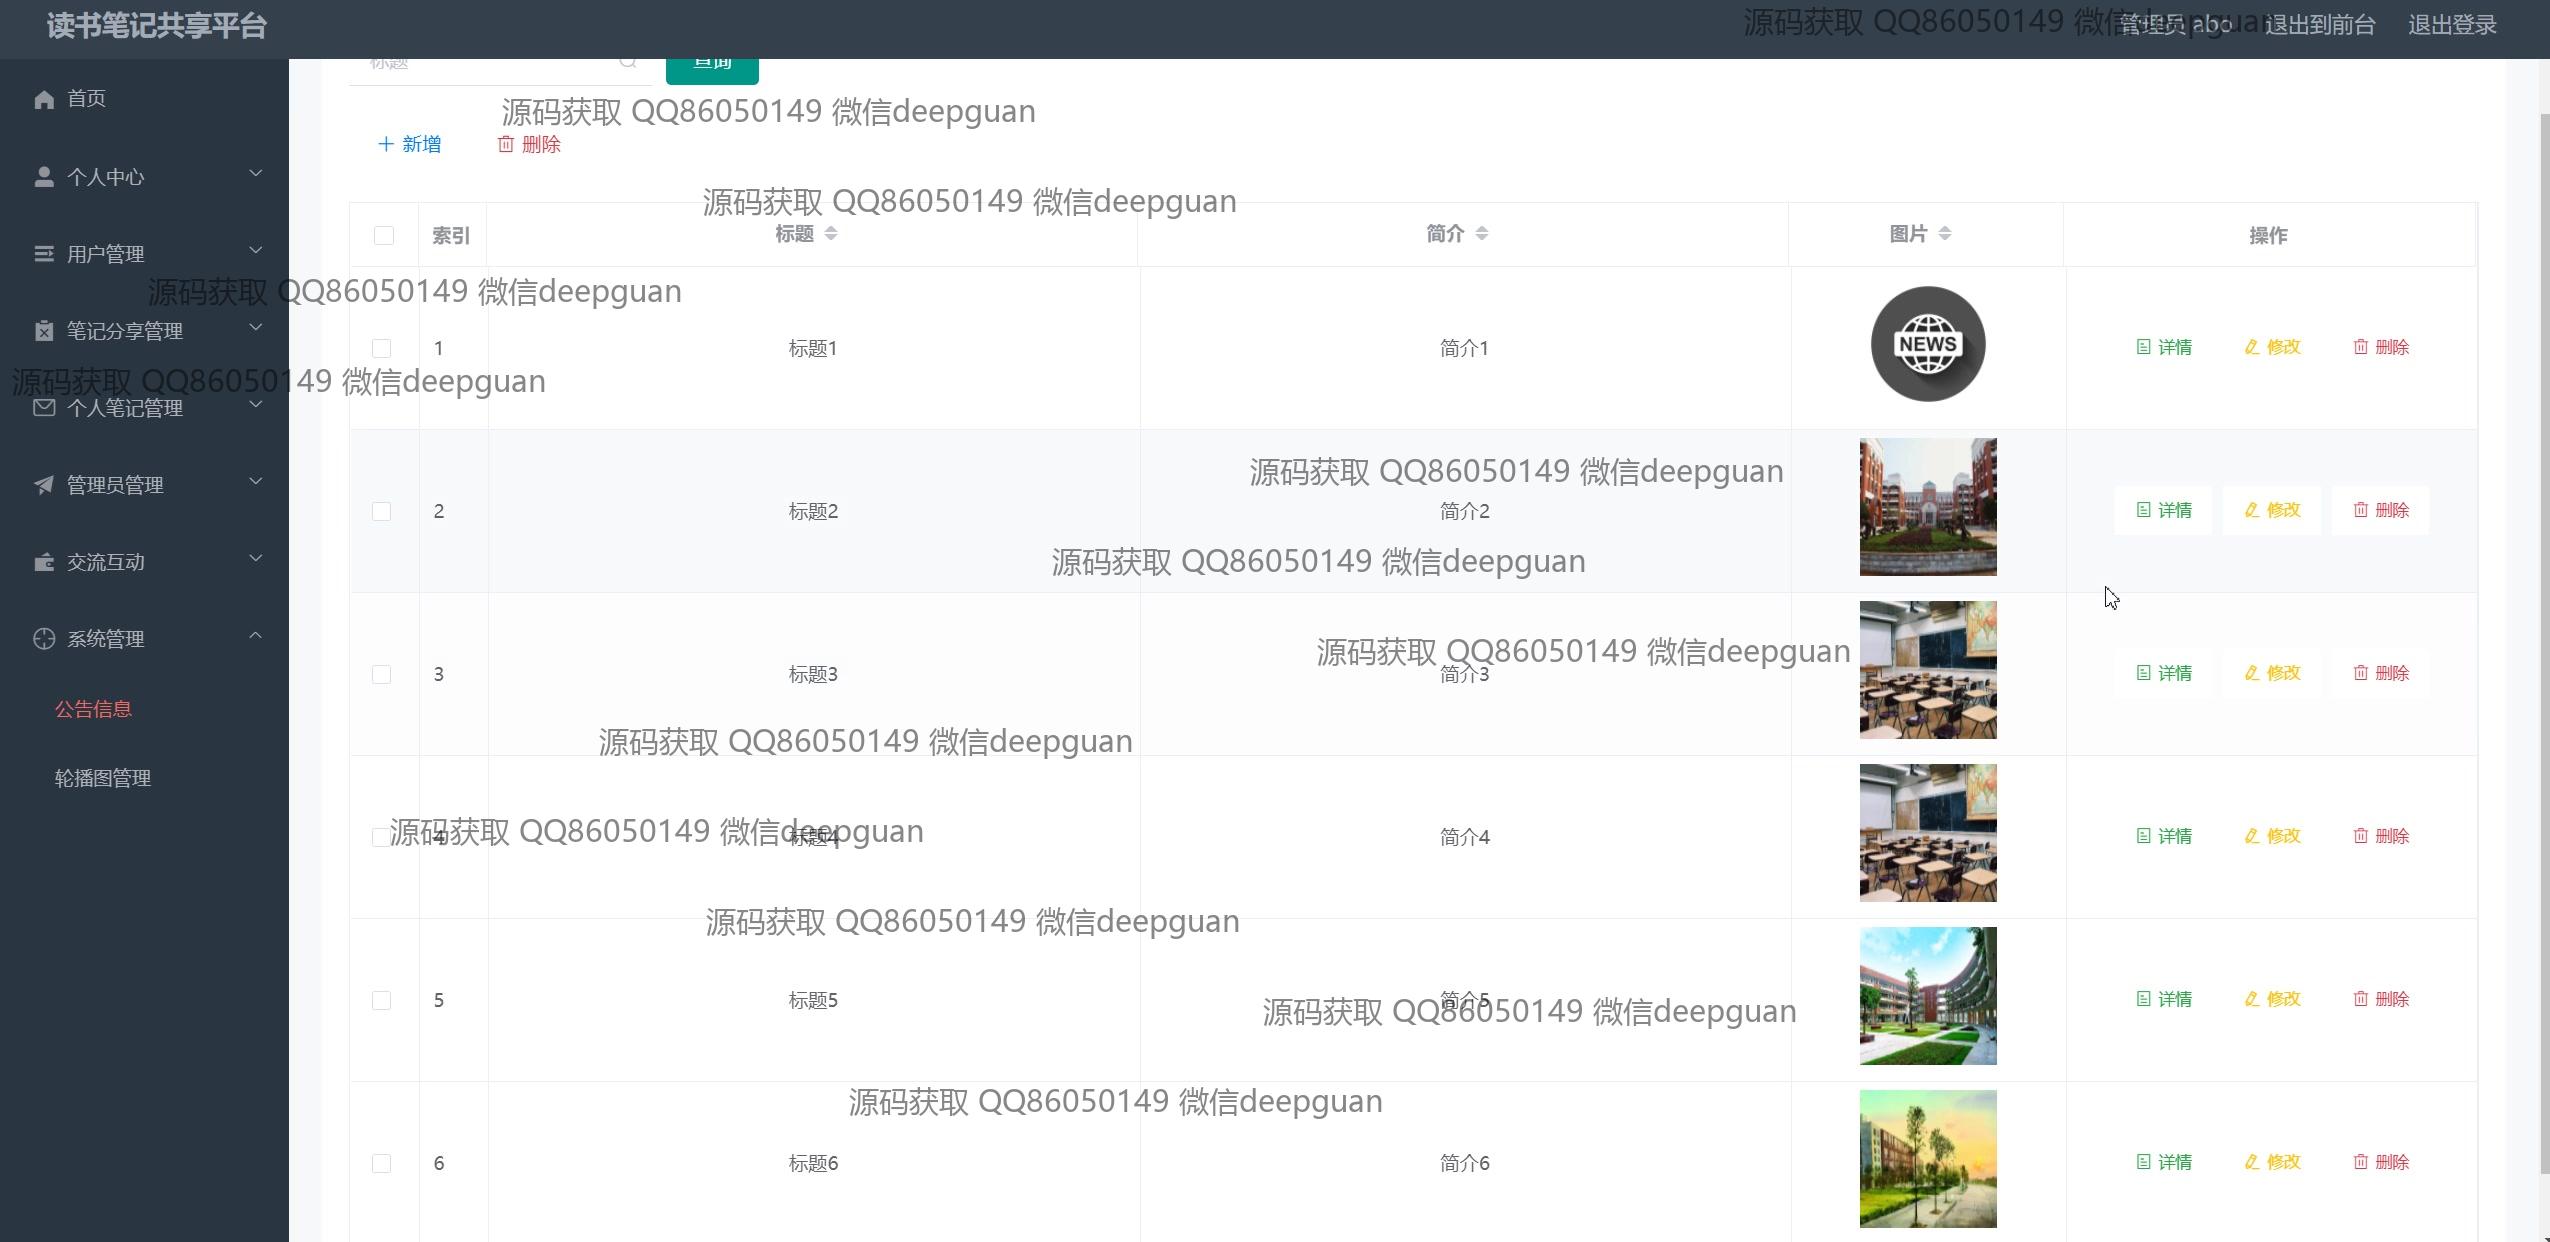 读书笔记共享平台
源码获取 QQ86050149 微信deepguan
管理员 abo 退出到前台 退出登录
标题 查询
首页
源码获取 QQ86050149 微信deepguan
新增 删除
个人中心
源码获取 QQ86050149 微信deepguan
索引 标题 简介 图片 操作
用户管理
源码获取 QQ86050149 微信deepguan
笔记分享管理
1 标题1 简介1 NEWS 详情 修改 删除
源码获取 QQ86050149 微信deepguan
个人笔记管理
源码获取 QQ86050149 微信deepguan
管理员管理
2 标题2 简介2 详情 修改 删除
源码获取 QQ86050149 微信deepguan
交流互动
系统管理
源码获取 QQ86050149 微信deepguan
3 标题3 简介3 详情 修改 删除
公告信息
源码获取 QQ86050149 微信deepguan
轮播图管理
源码获取 QQ86050149 微信deepguan
4 标题4 简介4 详情 修改 删除
源码获取 QQ86050149 微信deepguan
5 标题5 简介5 详情 修改 删除
源码获取 QQ86050149 微信deepguan
源码获取 QQ86050149 微信deepguan
6 标题6 简介6 详情 修改 删除